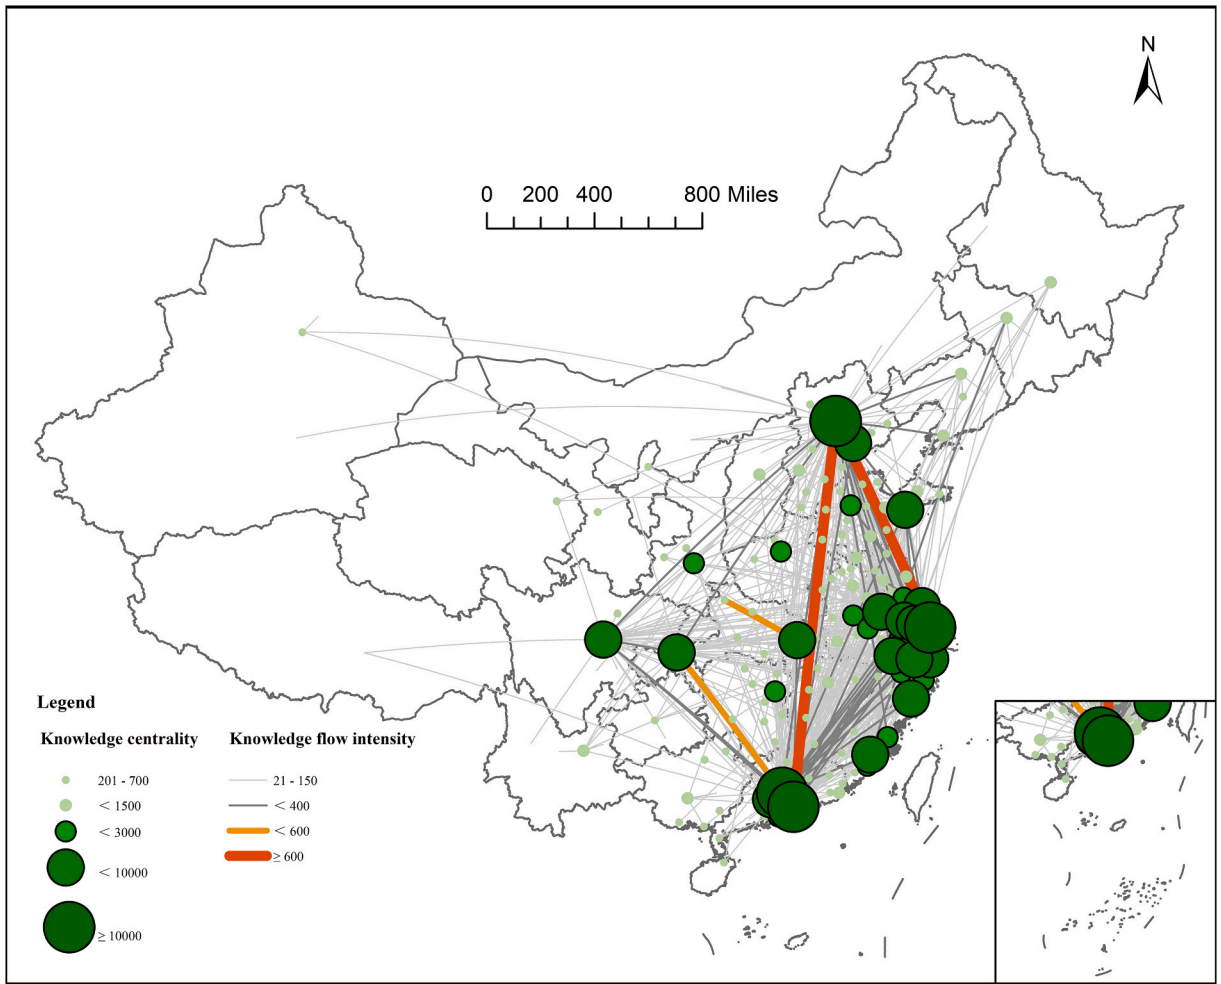 N
0 200 400 800 Miles
Legend
Knowledge centrality
201 - 700
< 1500
< 3000
< 10000
≥ 10000
Knowledge flow intensity
21 - 150
< 400
< 600
≥ 600